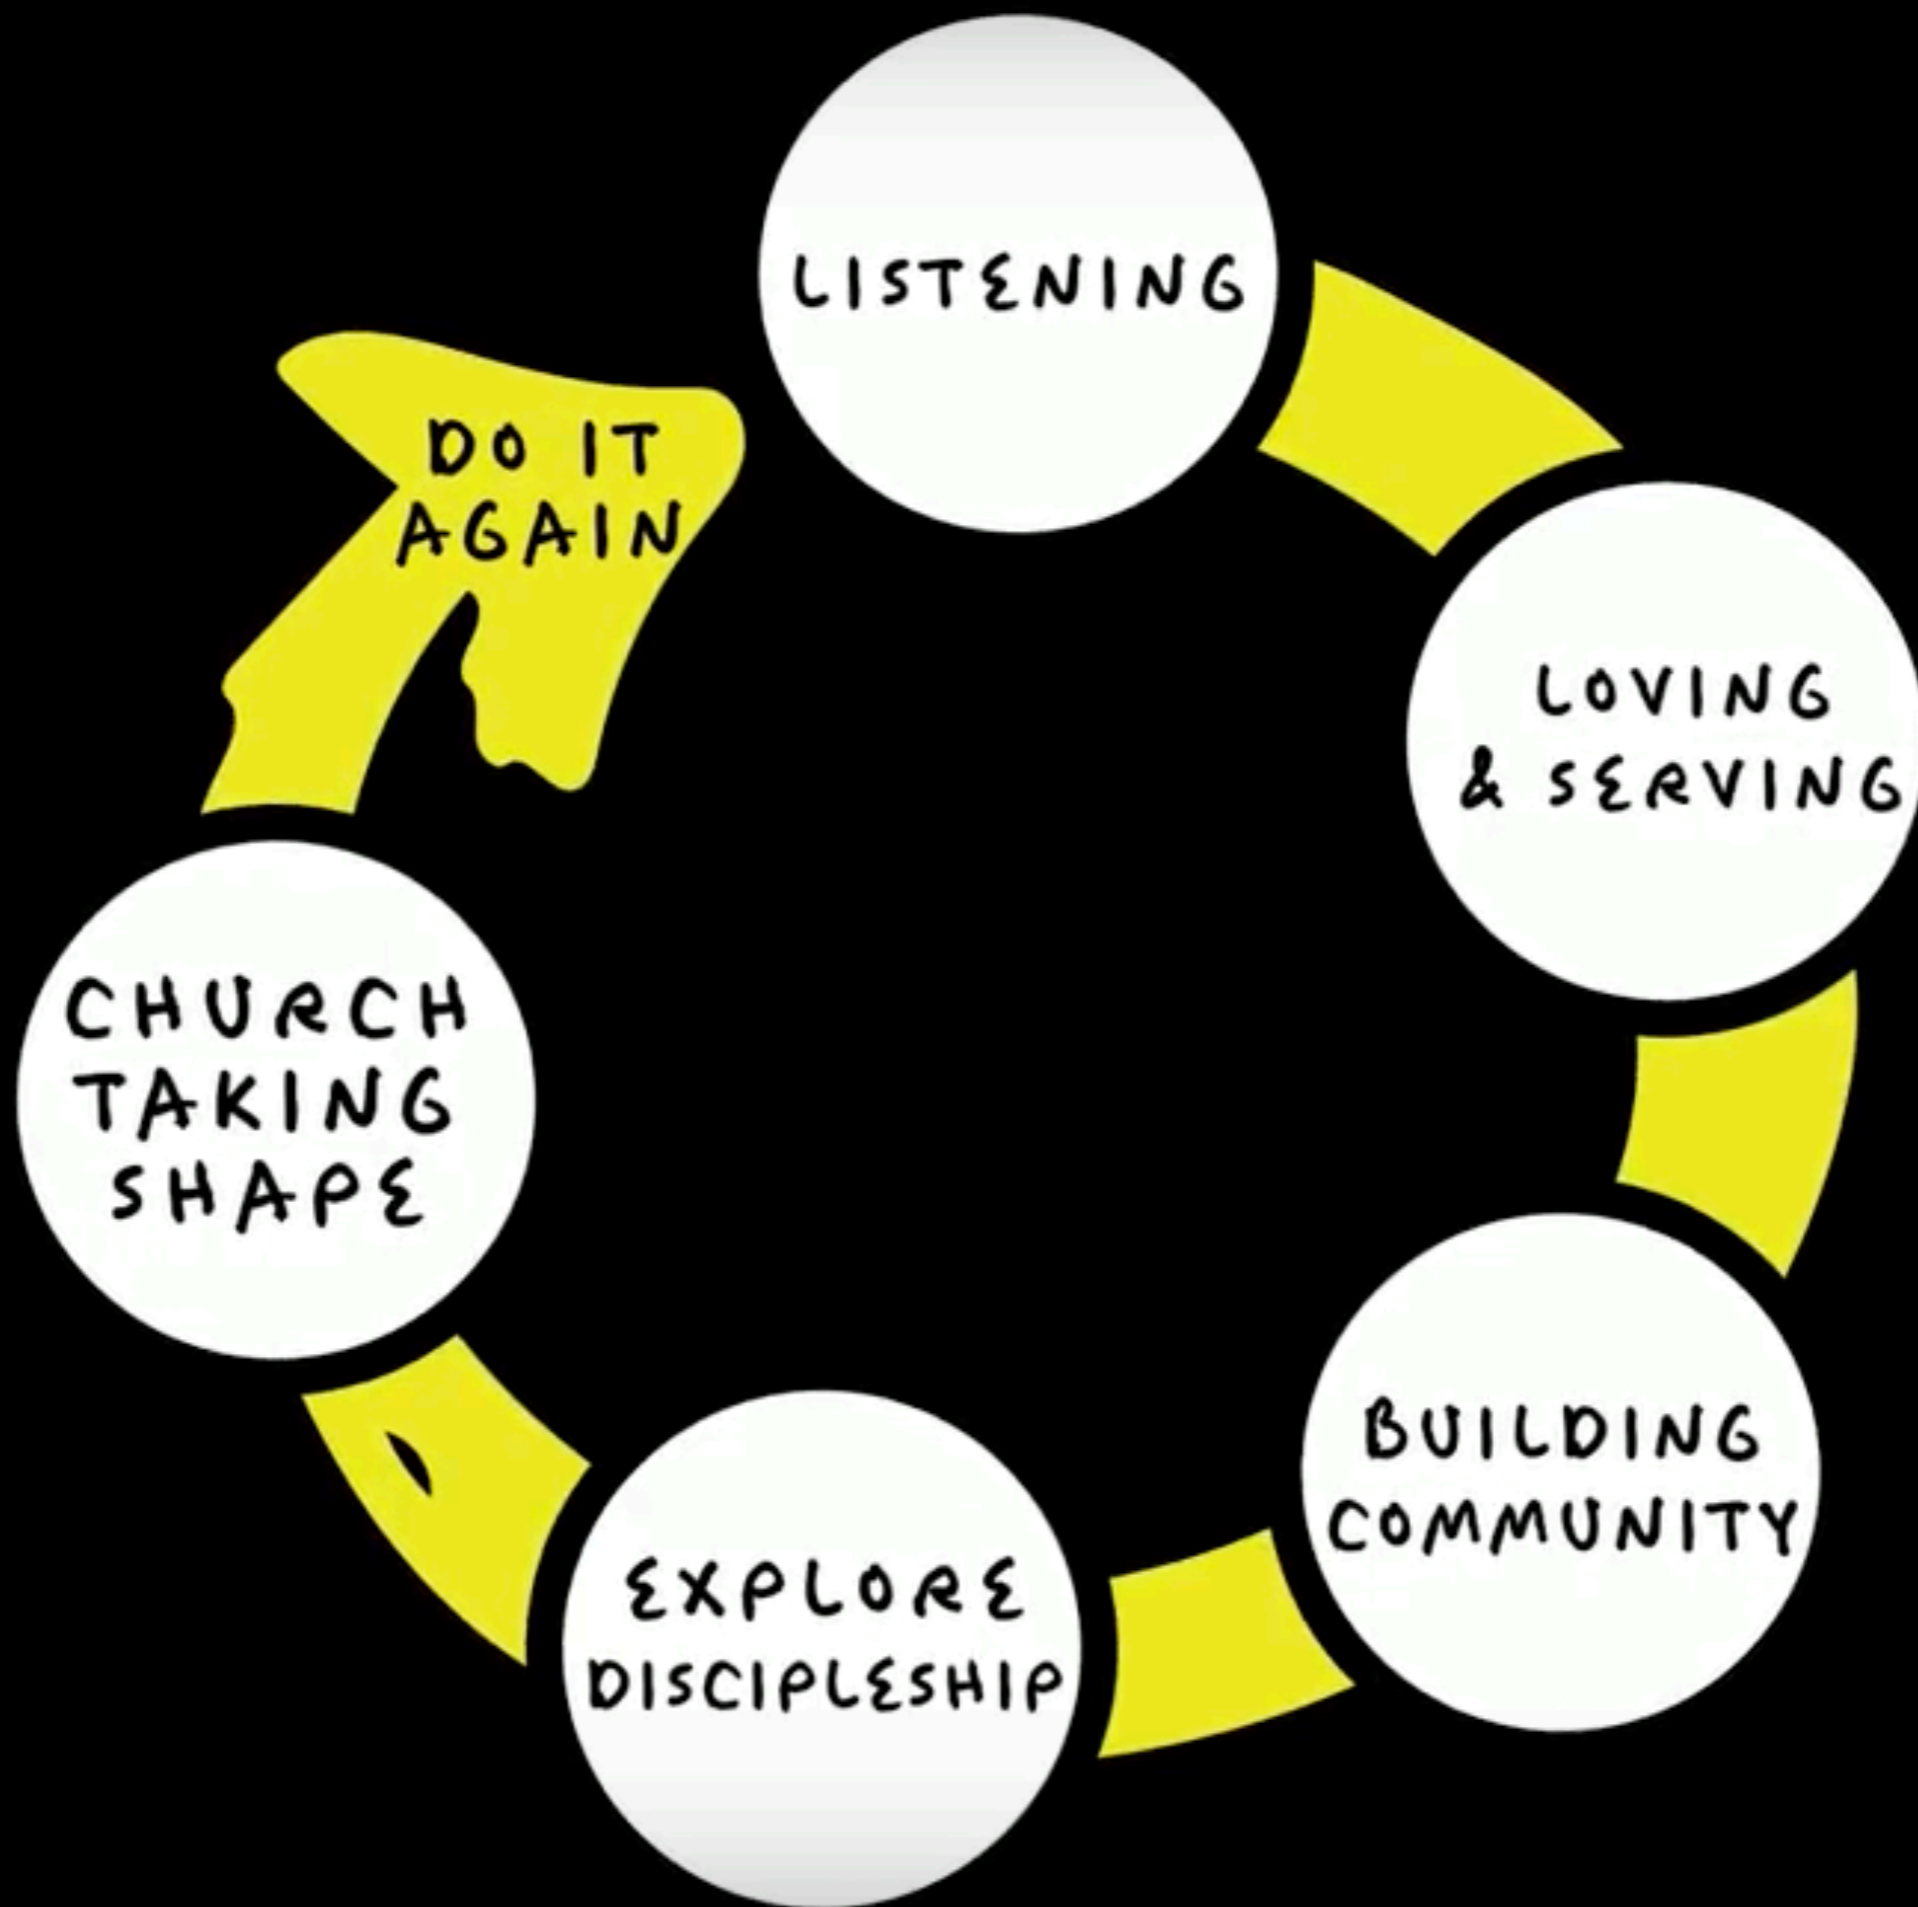 LISTENING
LOVING
& SERVING
BUILDING
COMMUNITY
EXPLORE
DISCIPLESHIP
CHURCH
TAKING
SHAPE
DO IT
AGAIN